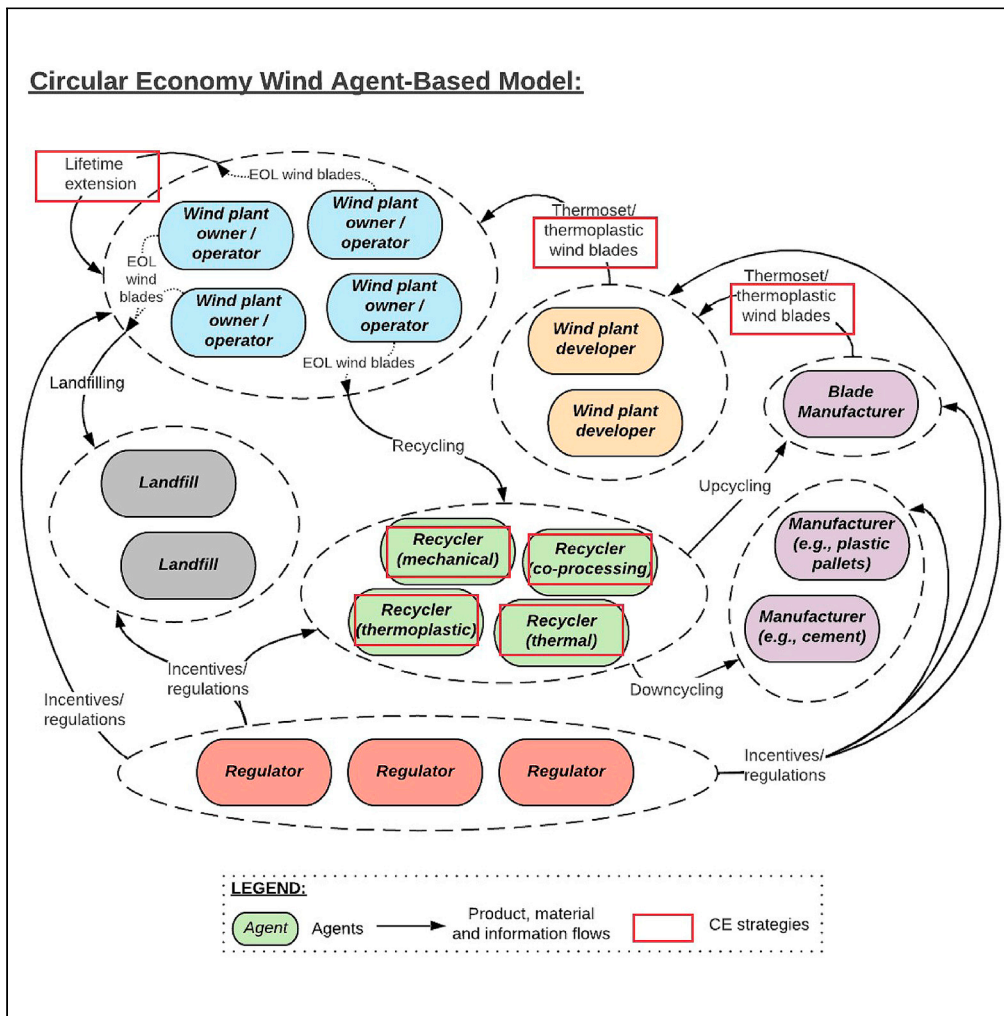 Circular Economy Wind Agent-Based Model:
Lifetime
extension
EOL wind blades
Wind plant
owner /
operator
Wind plant
owner /
operator
EOL
wind
blades
Wind plant
owner /
operator
Wind plant
owner /
operator
EOL wind blades
Thermoset/
thermoplastic
wind blades
Thermoset/
thermoplastic
wind blades
Wind plant
developer
Wind plant
developer
Blade
Manufacturer
Landfilling
Recycling
Upcycling
Landfill
Landfill
Recycler
(mechanical)
Recycler
(co-processing)
Recycler
(thermoplastic)
Recycler
(thermal)
Manufacturer
(e.g., plastic
pallets)
Manufacturer
(e.g., cement)
Downcycling
Incentives/
regulations
Incentives/
regulations
Incentives/
regulations
Regulator
Regulator
Regulator
LEGEND:
Agent
Agents
Product, material
and information flows
CE strategies